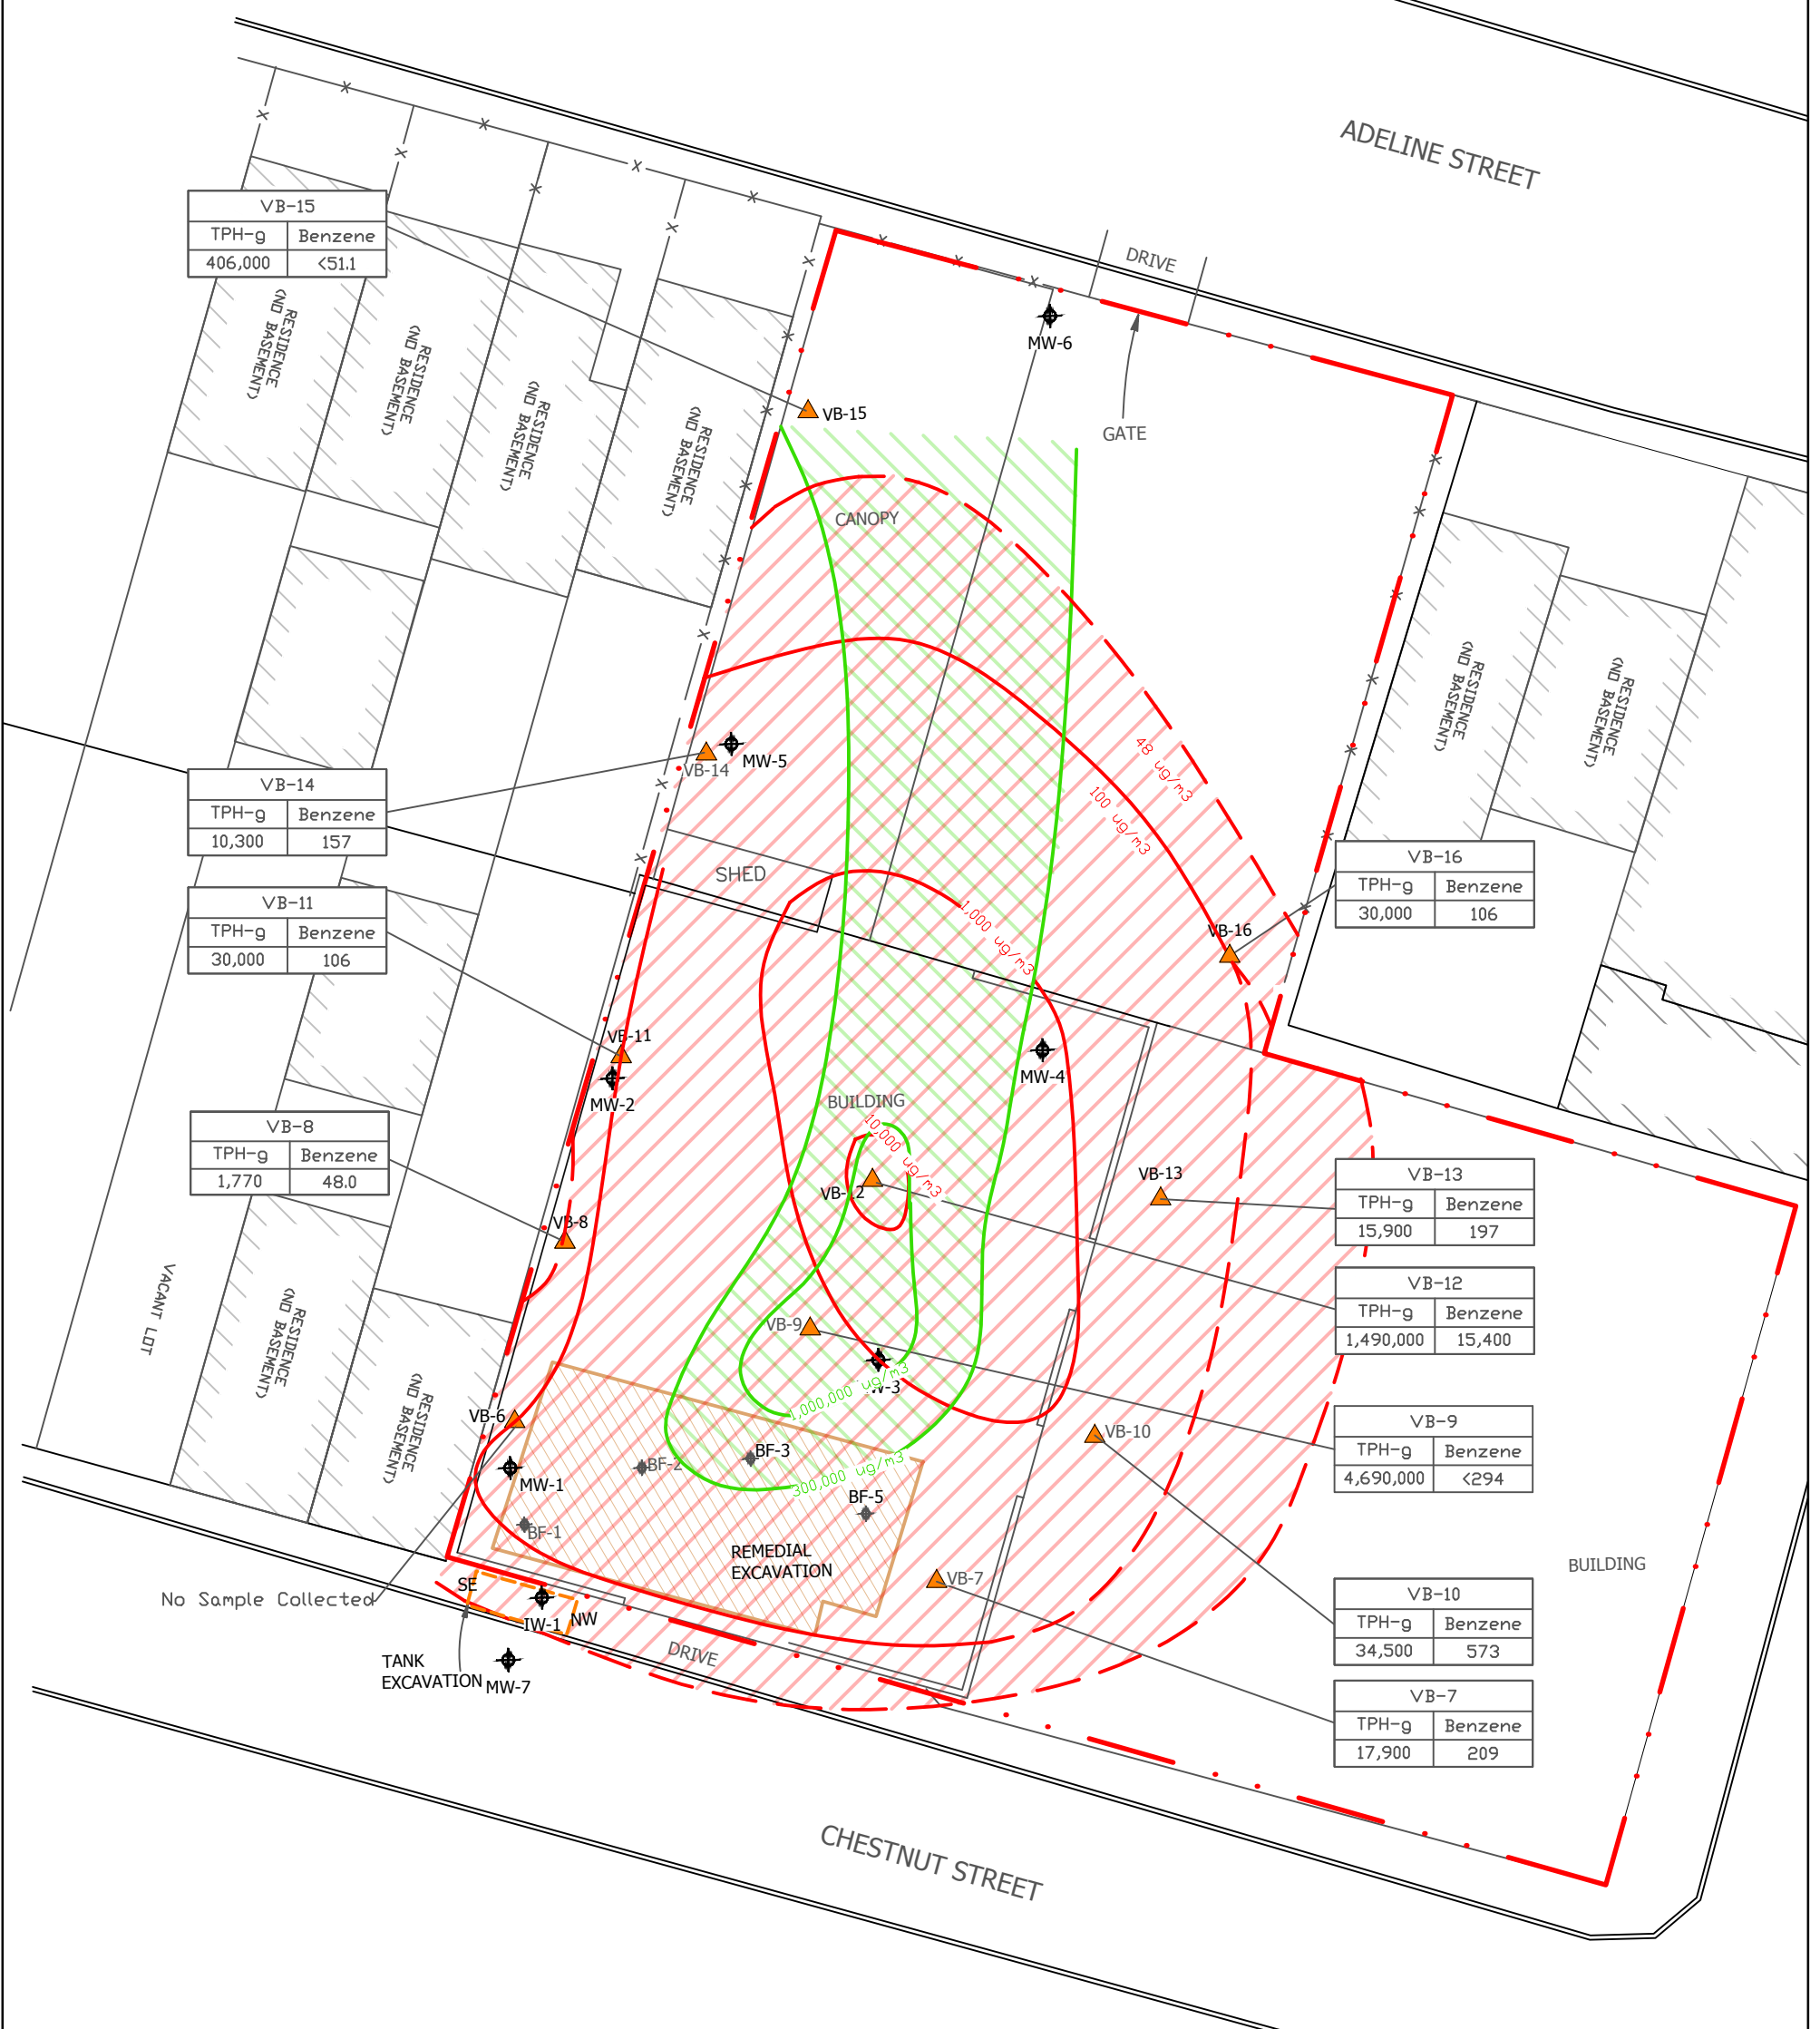 ADELINE STREET
VB-15
TPH-g Benzene
406,000 <51.1
DRIVE
MW-6
GATE
VB-15
RESIDENCE
(NO BASEMENT)
RESIDENCE
(NO BASEMENT)
RESIDENCE
(NO BASEMENT)
RESIDENCE
(NO BASEMENT)
CANOPY
RESIDENCE
(NO BASEMENT)
RESIDENCE
(NO BASEMENT)
MW-5
VB-14
48 ug/m3
100 ug/m3
VB-14
TPH-g Benzene
10,300 157
SHED
VB-16
TPH-g Benzene
30,000 106
VB-11
TPH-g Benzene
30,000 106
1,000 ug/m3
VB-16
VB-11
MW-2
MW-4
BUILDING
10,000 ug/m3
VB-8
TPH-g Benzene
1,770 48.0
VB-13
VB-12
VB-13
TPH-g Benzene
15,900 197
VB-8
VB-12
TPH-g Benzene
1,490,000 15,400
VACANT LOT
RESIDENCE
(NO BASEMENT)
RESIDENCE
(NO BASEMENT)
VB-9
W-3
1,000,000 ug/m3
VB-9
TPH-g Benzene
4,690,000 <294
VB-6
VB-10
BF-3
BF-2
300,000 ug/m3
MW-1
BF-5
BF-1
REMEDIAL
EXCAVATION
BUILDING
SE
VB-7
No Sample Collected
IW-1
NW
VB-10
TPH-g Benzene
34,500 573
DRIVE
TANK
EXCAVATION
MW-7
VB-7
TPH-g Benzene
17,900 209
CHESTNUT STREET